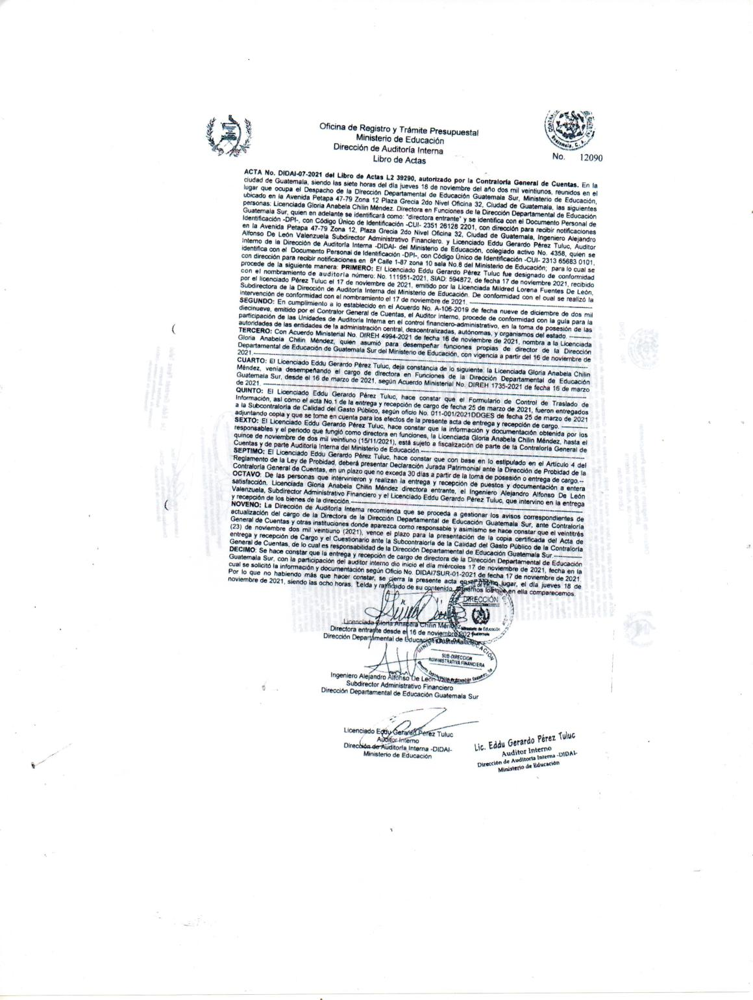 Oficina de Registro y Trámite Presupuestal
Ministerio de Educación
Dirección de Auditoría Interna
Libro de Actas
Guatemala, C. A.
No. 12090
ACTA No. DIDAI-07-2021 del Libro de Actas L2 39290, autorizado por la Contraloría General de Cuentas. En la
ciudad de Guatemala, siendo las siete horas del día jueves 18 de noviembre del año dos mil veintiunos, reunidos en el
lugar que ocupa el Despacho de la Dirección Departamental de Educación Guatemala Sur, Ministerio de Educación,
ubicado en la Avenida Petapa 47-79 Zona 12 Plaza Grecia 2do Nivel Oficina 32, Ciudad de Guatemala, las siguientes
personas: Licenciada Gloria Anabela Chilin Méndez. Directora en Funciones de la Dirección Departamental de Educación
Guatemala Sur, quien en adelante se identificará como: "directora entrante" y se identifica con el Documento Personal de
Identificación -DPI-, con Código Único de Identificación -CUI- 2351 26128 2201, con dirección para recibir notificaciones
en la Avenida Petapa 47-79 Zona 12, Plaza Grecia 2do Nivel Oficina 32, Ciudad de Guatemala, Ingeniero Alejandro
Alfonso De León Valenzuela Subdirector Administrativo Financiero. y Licenciado Eddu Gerardo Pérez Tuluc, Auditor
Interno de la Dirección de Auditoría Interna -DIDAI- del Ministerio de Educación, colegiado activo No. 4358, quien se
identifica con el Documento Personal de Identificación -DPI-, con Código Único de Identificación -CUI- 2313 65683 0101,
con dirección para recibir notificaciones en 6ª Calle 1-87 zona 10 sala No.8 del Ministerio de Educación; para lo cual se
procede de la siguiente manera: PRIMERO: El Licenciado Eddu Gerardo Pérez Tuluc fue designado de conformidad
con el nombramiento de auditoría número: No. 111951-2021, SIAD: 594872, de fecha 17 noviembre 2021, recibido
por el licenciado Pérez Tuluc el 17 de noviembre de 2021, emitido por la Licenciada Mildred Lorena Fuentes De León,
Subdirectora de la Dirección de Auditoría Interna del Ministerio de Educación. De conformidad con el cual se realizó la
intervención de conformidad con el nombramiento el 17 de noviembre de 2021. ----------
SEGUNDO: En cumplimiento a lo establecido en el Acuerdo No. A-106-2019 de fecha nueve de diciembre de dos mil
diecinueve, emitido por el Contralor General de Cuentas, el Auditor interno, procede de conformidad con la guía para la
participación de las Unidades de Auditoría Interna en el control financiero-administrativo, en la toma de posesión de las
autoridades de las entidades de la administración central, descentralizadas, autónomas, y organismos del estado. ----------
TERCERO: Con Acuerdo Ministerial No. DIREH 4994-2021 de fecha 16 de noviembre de 2021, nombra a la Licenciada
Gloria Anabela Chilin Méndez, quien asumió para desempeñar funciones propias de director de la Dirección
Departamental de Educación de Guatemala Sur del Ministerio de Educación, con vigencia a partir del 16 de noviembre de
2021.----------
CUARTO: El Licenciado Eddu Gerardo Pérez Tuluc, deja constancia de lo siguiente: la Licenciada Gloria Anabela Chilin
Méndez, venía desempeñando el cargo de directora en Funciones de la Dirección Departamental de Educación
Guatemala Sur, desde el 16 de marzo de 2021, según Acuerdo Ministerial No. DIREH 1735-2021 de fecha 16 de marzo
de 2021. ----------
QUINTO: El Licenciado Eddu Gerardo Pérez Tuluc, hace constar que el Formulario de Control de Traslado de
Información, así como el acta No.1 de la entrega y recepción de cargo de fecha 25 de marzo de 2021, fueron entregados
a la Subcontraloría de Calidad del Gasto Público, según oficio No. 011-001/2021DDGES de fecha 25 de marzo de 2021
adjuntando copia y que se tome en cuenta para los efectos de la presente acta de entrega y recepción de cargo. ----------
SEXTO: El Licenciado Eddu Gerardo Pérez Tuluc, hace constar que la información y documentación obtenida por los
responsables y el periodo que fungió como directora en funciones, la Licenciada Gloria Anabela Chilin Méndez, hasta el
quince de noviembre de dos mil veintiuno (15/11/2021), está sujeto a fiscalización de parte de la Contraloría General de
Cuentas y de parte Auditoría Interna del Ministerio de Educación.----------
SEPTIMO: El Licenciado Eddu Gerardo Pérez Tuluc, hace constar que con base en lo estipulado en el Artículo 4 del
Reglamento de la Ley de Probidad, deberá presentar Declaración Jurada Patrimonial ante la Dirección de Probidad de la
Contraloría General de Cuentas, en un plazo que no exceda 30 días a partir de la toma de posesión o entrega de cargo.--
OCTAVO: De las personas que intervinieron y realizan la entrega y recepción de puestos y documentación a entera
satisfacción, Licenciada Gloria Anabela Chilin Méndez directora entrante, el Ingeniero Alejandro Alfonso De León
Valenzuela, Subdirector Administrativo Financiero y el Licenciado Eddu Gerardo Pérez Tuluc, que intervino en la entrega
y recepción de los bienes de la dirección.----------
NOVENO: La Dirección de Auditoría Interna recomienda que se proceda a gestionar los avisos correspondientes de
actualización del cargo de la Directora de la Dirección Departamental de Educación Guatemala Sur, ante Contraloría
General de Cuentas y otras instituciones donde aparezca como responsable y asimismo se hace constar que el veintitrés
(23) de noviembre dos mil veintiuno (2021), vence el plazo para la presentación de la copia certificada del Acta de
entrega y recepción de Cargo y el Cuestionario ante la Subcontraloría de la Calidad del Gasto Público de la Contraloría
General de Cuentas, de lo cual es responsabilidad de la Dirección Departamental de Educación Guatemala Sur.----------
DECIMO: Se hace constar que la entrega y recepción de cargo de directora de la Dirección Departamental de Educación
Guatemala Sur, con la participación del auditor interno dio inicio el día miércoles 17 de noviembre de 2021, fecha en la
cual se solicitó la información y documentación según Oficio No. DIDAI7SUR-01-2021 de fecha 17 de noviembre de 2021.
Por lo que no habiendo más que hacer constar, se cierra la presente acta en el mismo lugar, el día jueves 18 de
noviembre de 2021, siendo las ocho horas. Leída y ratificado de su contenido, firmamos los que en ella comparecemos.
DIRECCIÓN
Ministerio de Educación
Guatemala
Licenciada Gloria Anabela Chilin Méndez
Directora entrante desde el 16 de noviembre 2021
Dirección Departamental de Educación Guatemala
MINISTERIO DE EDUCACIÓN
SUB-DIRECCIÓN
ADMINISTRATIVA FINANCIERA
Ingeniero Alejandro Alfonso De León Valenzuela
Subdirector Administrativo Financiero
Dirección Departamental de Educación Guatemala Sur
Licenciado Eddu Gerardo Pérez Tuluc
Auditor Interno
Dirección de Auditoría Interna -DIDAI-
Ministerio de Educación
Lic. Eddu Gerardo Pérez Tuluc
Auditor Interno
Dirección de Auditoría Interna -DIDAI-
Ministerio de Educación